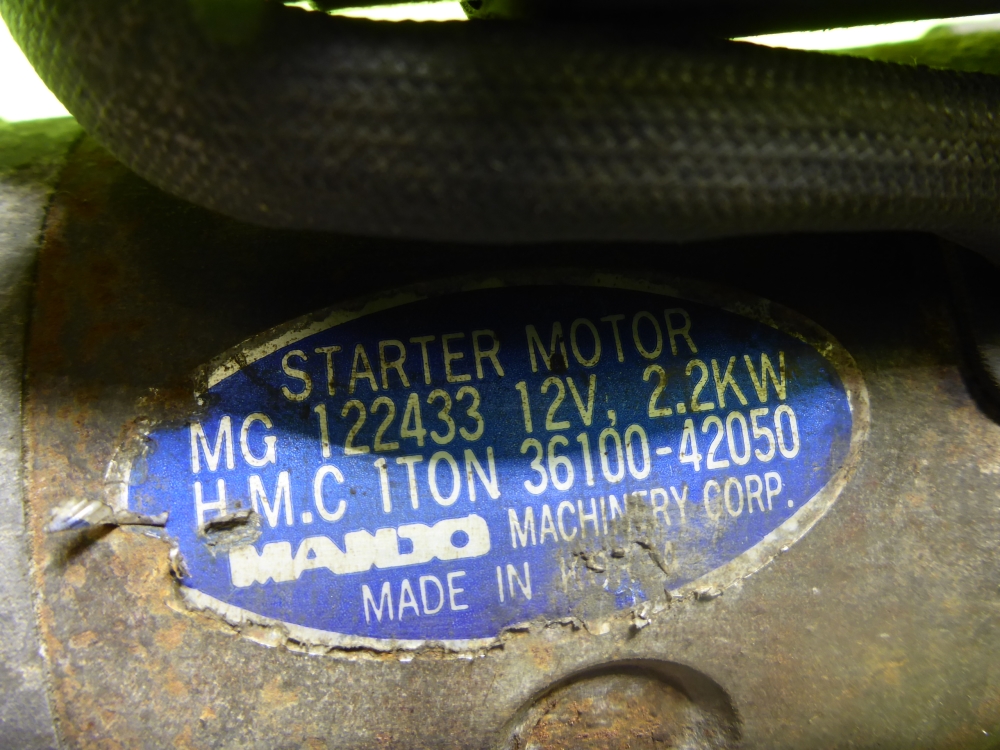 STARTER MOTOR
MG 122433 12V, 2.2KW
H.M.C 1TON 36100-42050
MANDO MACHINERY CORP.
MADE IN